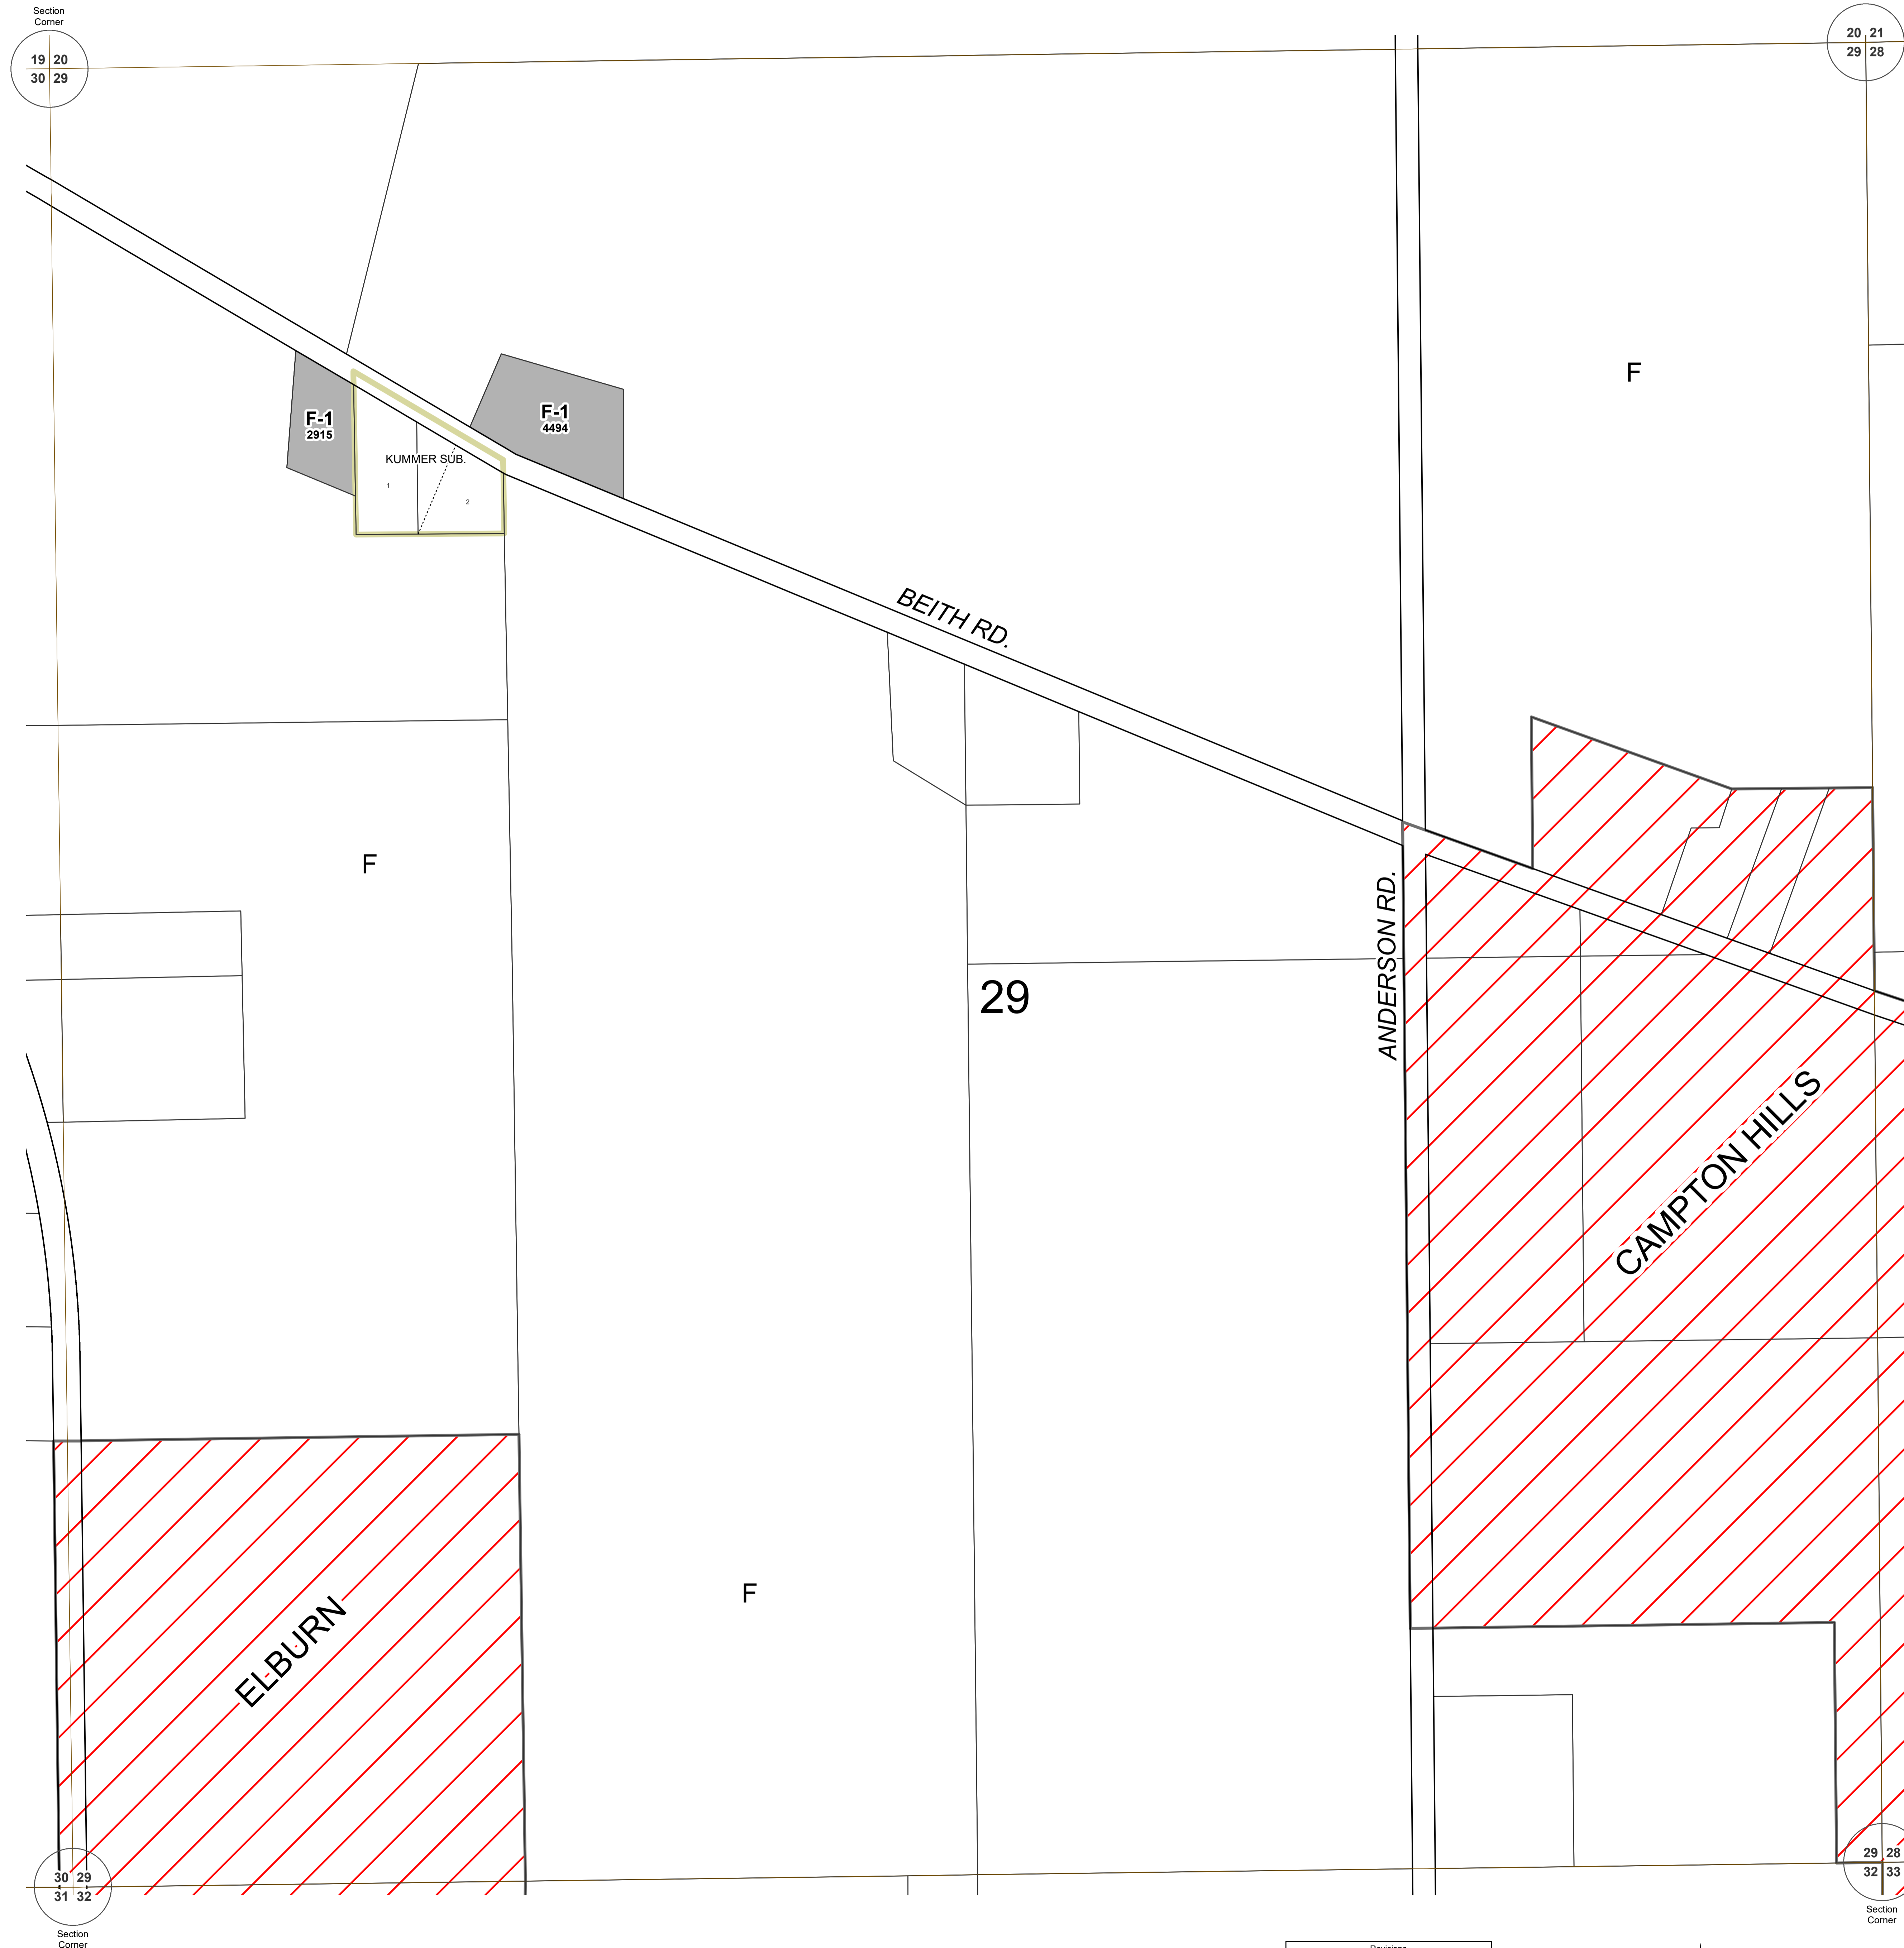 Section
Corner
19 20
30 29
20 21
29 28
F
F-1
2915
F-1
4494
KUMMER SUB.
1
2
BEITH RD.
F
ANDERSON RD.
29
CAMPTON HILLS
F
ELBURN
30 29
31 32
Section
Corner
29 28
32 33
Section
Corner
Revisions